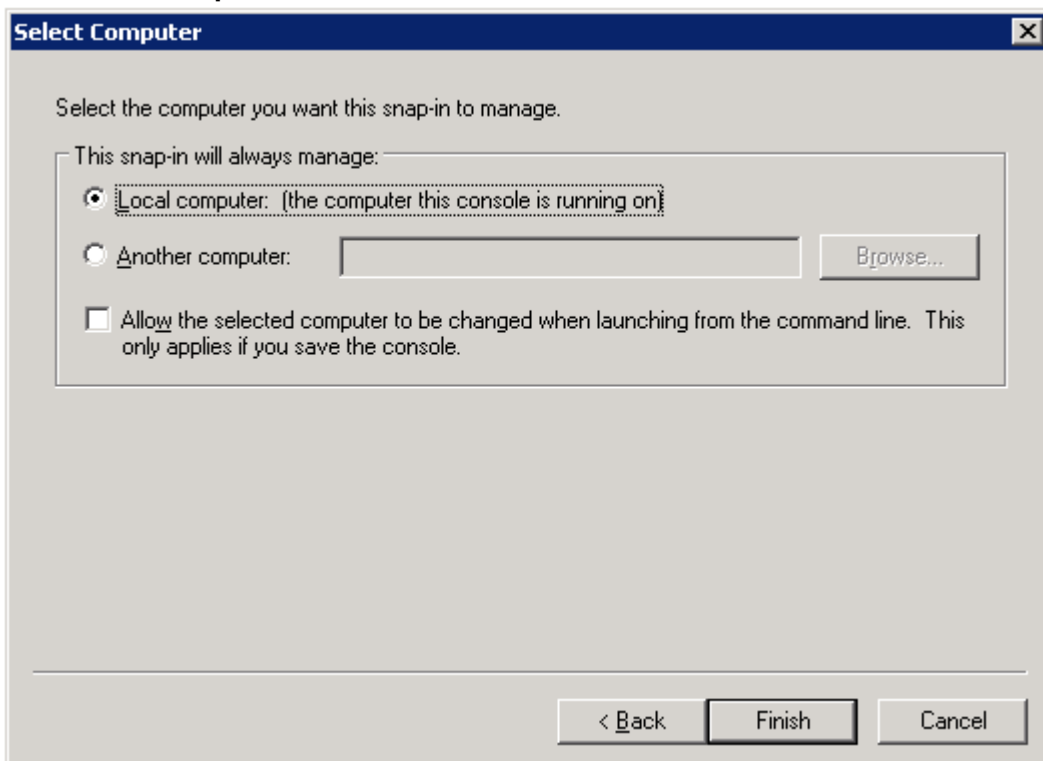 Select Computer
Select the computer you want this snap-in to manage.
This snap-in will always manage:
Local computer: (the computer this console is running on)
Another computer:
Browse...
Allow the selected computer to be changed when launching from the command line. This
only applies if you save the console.
< Back Finish Cancel